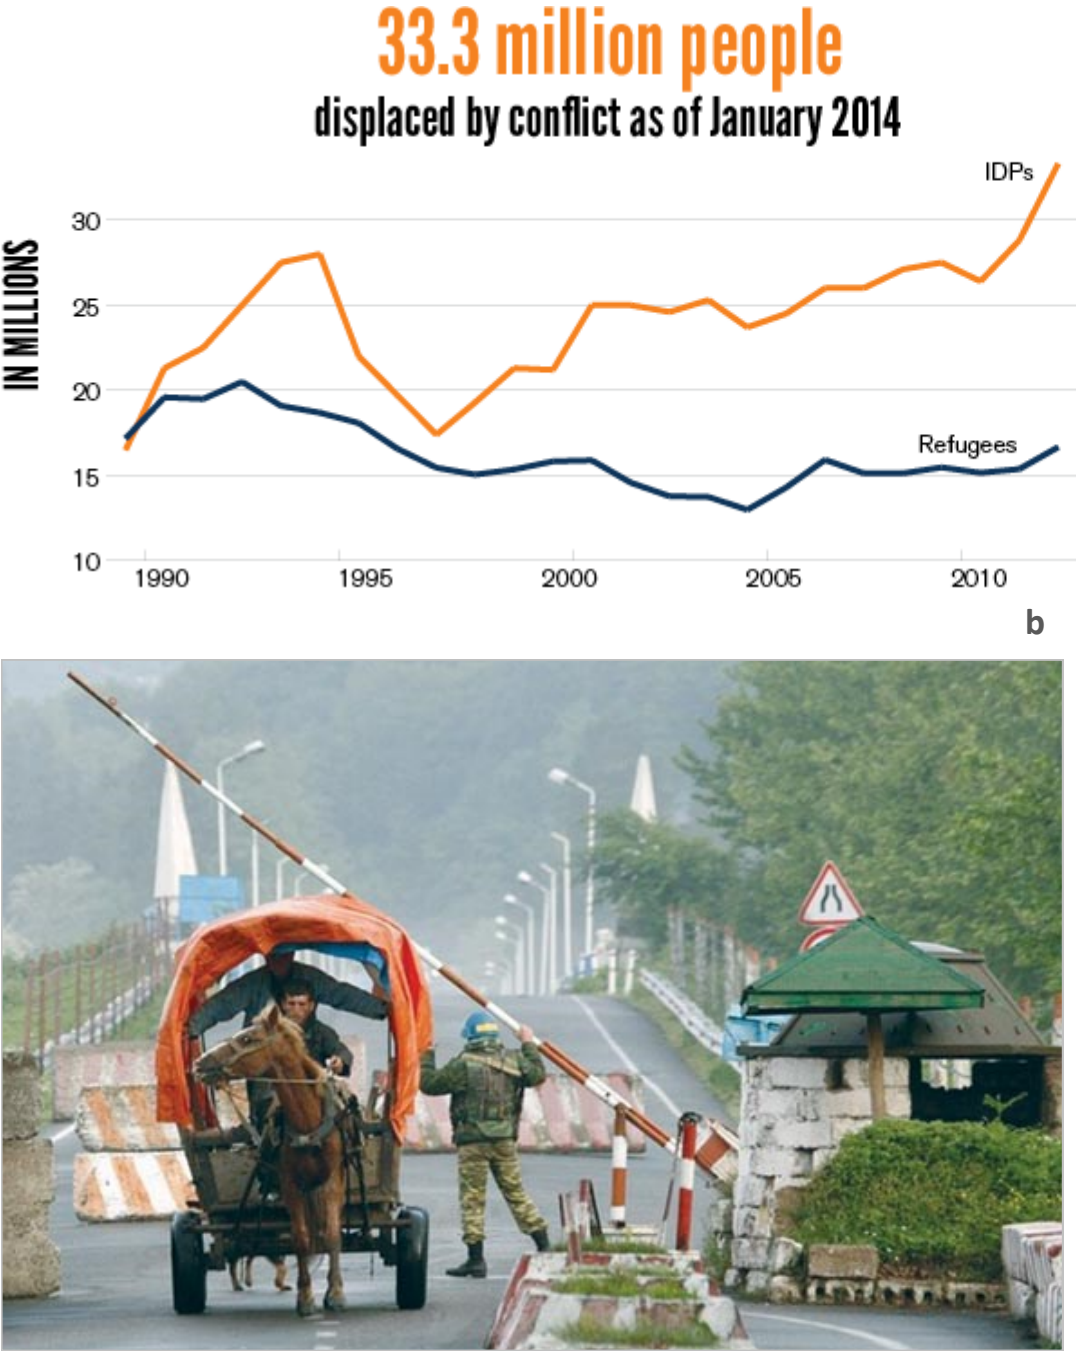 33.3 million people
displaced by conflict as of January 2014
IDPs
IN MILLIONS
30
25
20
Refugees
15
10
1990 1995 2000 2005 2010
b